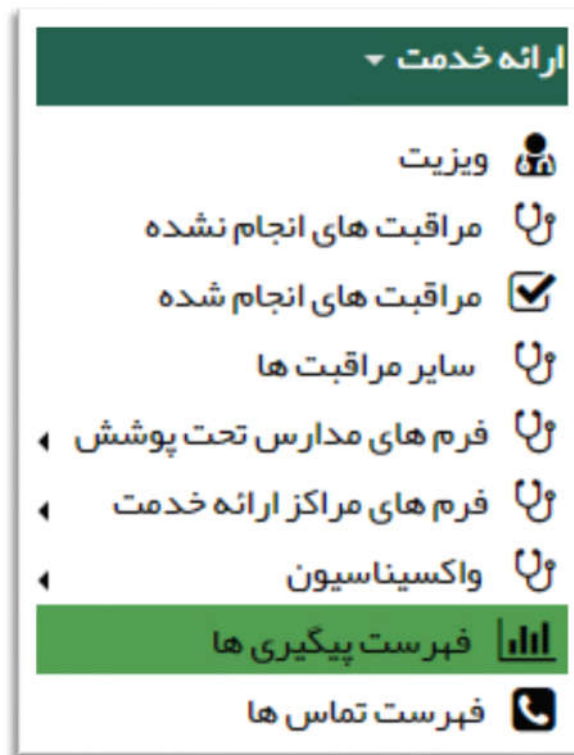 ارائه خدمت
ویزیت
مراقبت های انجام نشده
مراقبت های انجام شده
سایر مراقبت ها
فرم های مدارس تحت پوشش
فرم های مراکز ارائه خدمت
واکسیناسیون
فهرست پیگیری ها
فهرست تماس ها